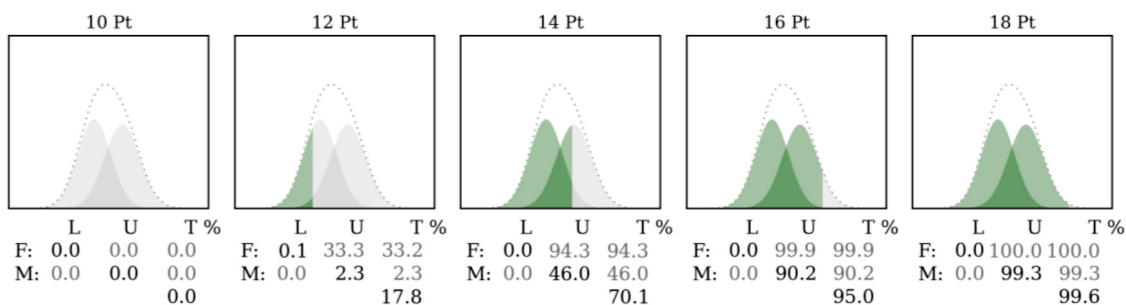 10 Pt 12 Pt 14 Pt 16 Pt 18 Pt
L U T % L U T % L U T % L U T % L U T %
F: 0.0 0.0 0.0 F: 0.1 33.3 33.2 F: 0.0 94.3 94.3 F: 0.0 99.9 99.9 F: 0.0 100.0 100.0
M: 0.0 0.0 0.0 M: 0.0 2.3 2.3 M: 0.0 46.0 46.0 M: 0.0 90.2 90.2 M: 0.0 99.3 99.3
0.0 17.8 70.1 95.0 99.6